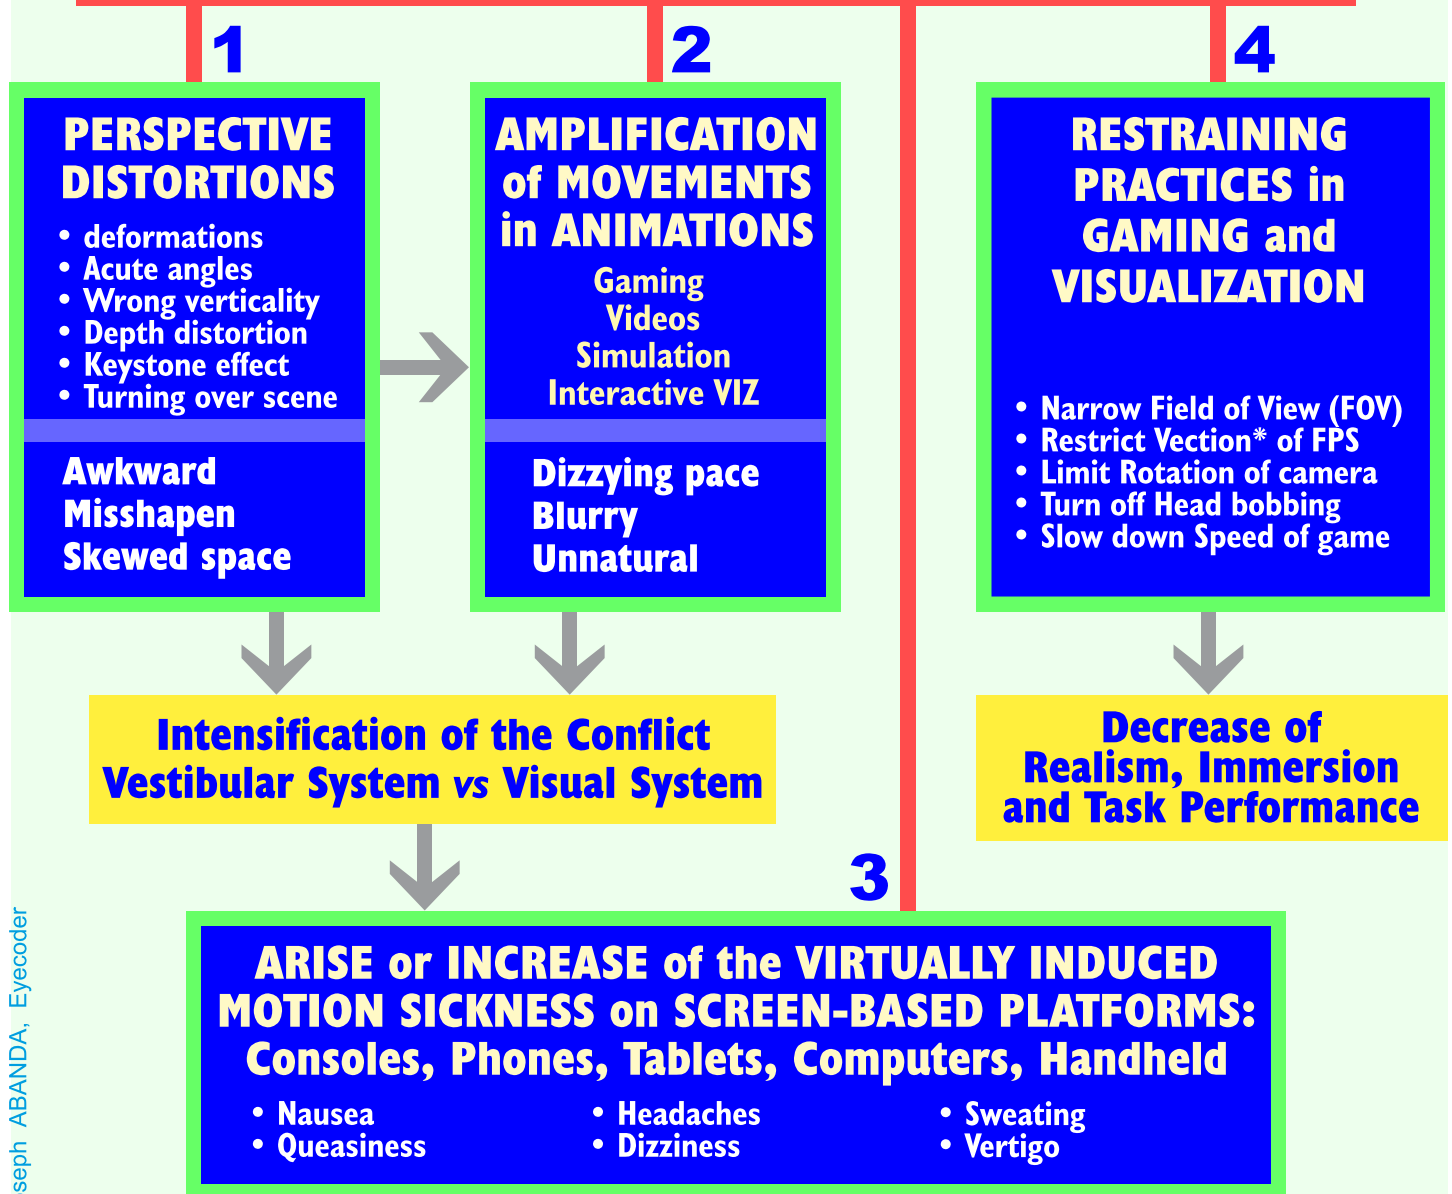 1
PERSPECTIVE
DISTORTIONS
• deformations
• Acute angles
• Wrong verticality
• Depth distortion
• Keystone effect
• Turning over scene
Awkward
Misshapen
Skewed space
2
AMPLIFICATION
of MOVEMENTS
in ANIMATIONS
Gaming
Videos
Simulation
Interactive VIZ
Dizzying pace
Blurry
Unnatural
4
RESTRAINING
PRACTICES in
GAMING and
VISUALIZATION
• Narrow Field of View (FOV)
• Restrict Vection* of FPS
• Limit Rotation of camera
• Turn off Head bobbing
• Slow down Speed of game
Intensification of the Conflict
Vestibular System vs Visual System
Decrease of
Realism, Immersion
and Task Performance
3
ARISE or INCREASE of the VIRTUALLY INDUCED
MOTION SICKNESS on SCREEN-BASED PLATFORMS:
Consoles, Phones, Tablets, Computers, Handheld
• Nausea
• Queasiness
• Headaches
• Dizziness
• Sweating
• Vertigo
seph ABANDA, Eyecoder